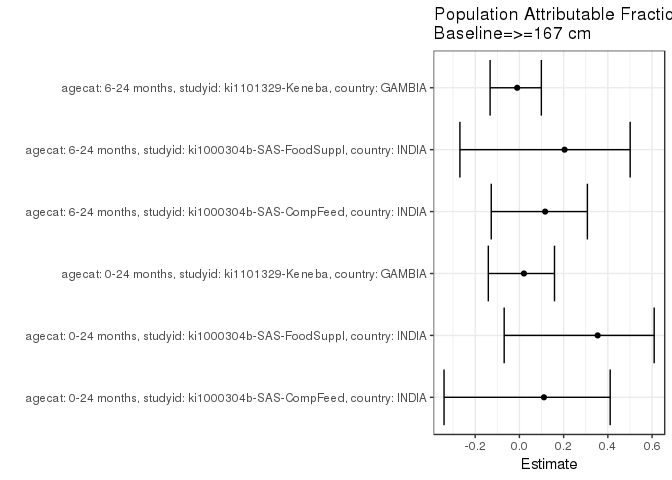 Population Attributable Fractio
Baseline=>=167 cm
agecat: 6-24 months, studyid: ki1101329-Keneba, country: GAMBIA
agecat: 6-24 months, studyid: ki1000304b-SAS-FoodSuppl, country: INDIA
agecat: 6-24 months, studyid: ki1000304b-SAS-CompFeed, country: INDIA
agecat: 0-24 months, studyid: ki1101329-Keneba, country: GAMBIA
agecat: 0-24 months, studyid: ki1000304b-SAS-FoodSuppl, country: INDIA
agecat: 0-24 months, studyid: ki1000304b-SAS-CompFeed, country: INDIA
-0.2 0.0 0.2 0.4 0.6
Estimate